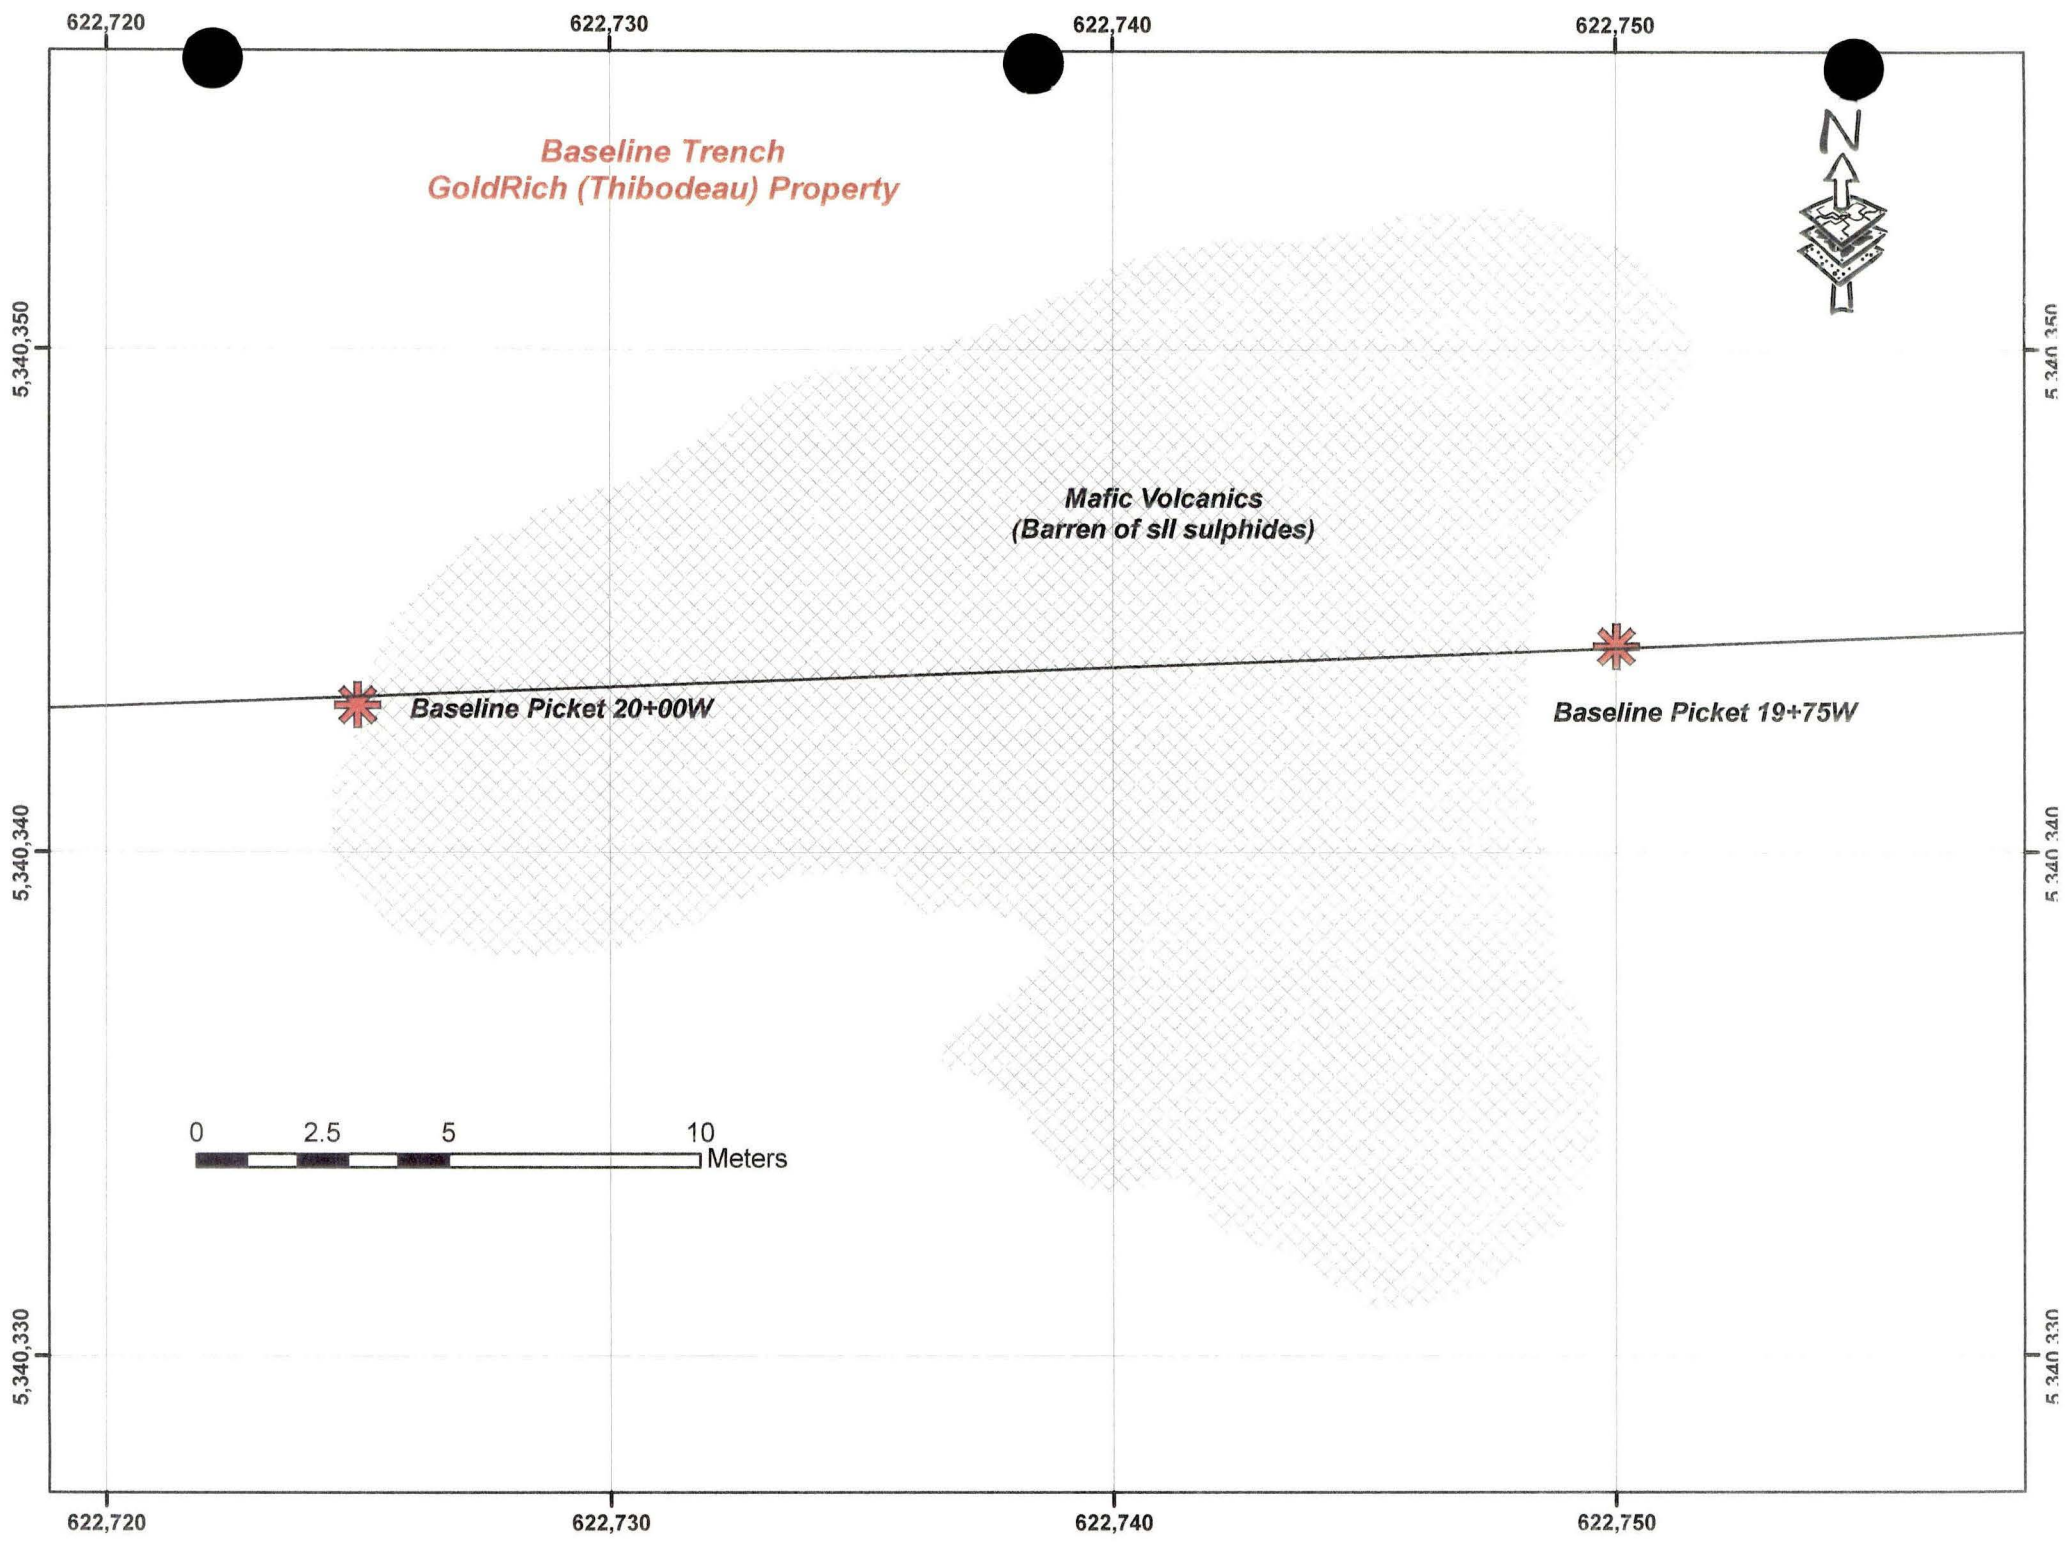 622,720 622,730 622,740 622,750
N
Baseline Trench
GoldRich (Thibodeau) Property
5,340,350 5,340,350
Mafic Volcanics
(Barren of sll sulphides)
Baseline Picket 20+00W
Baseline Picket 19+75W
5,340,340 5,340,340
0 2.5 5 10
Meters
5,340,330 5,340,330
622,720 622,730 622,740 622,750